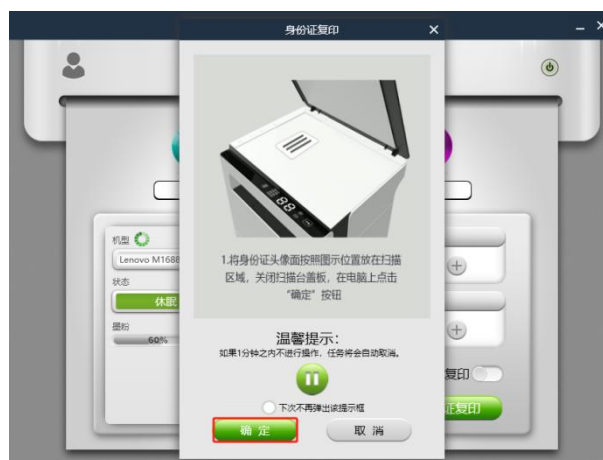 身份证复印
机型
Lenovo M1688
状态
休眠
墨粉
60%
88
1.将身份证头像面按照图示位置放在扫描
区域，关闭扫描台盖板，在电脑上点击
“确定”按钮
温馨提示：
如果1分钟之内不进行操作，任务将会自动取消。
下次不再弹出该提示框
确 定
取 消
复印
证复印